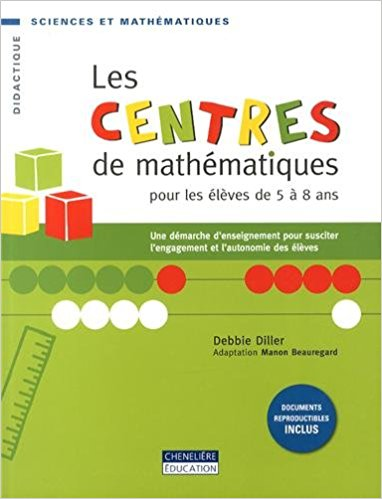 SCIENCES ET MATHÉMATIQUES
DIDACTIQUE
Les
CENTRES
de mathématiques
pour les élèves de 5 à 8 ans
Une démarche d'enseignement pour susciter
l'engagement et l'autonomie des élèves
Debbie Diller
Adaptation Manon Beauregard
DOCUMENTS
REPRODUCTIBLES
INCLUS
CHENELIÈRE
ÉDUCATION